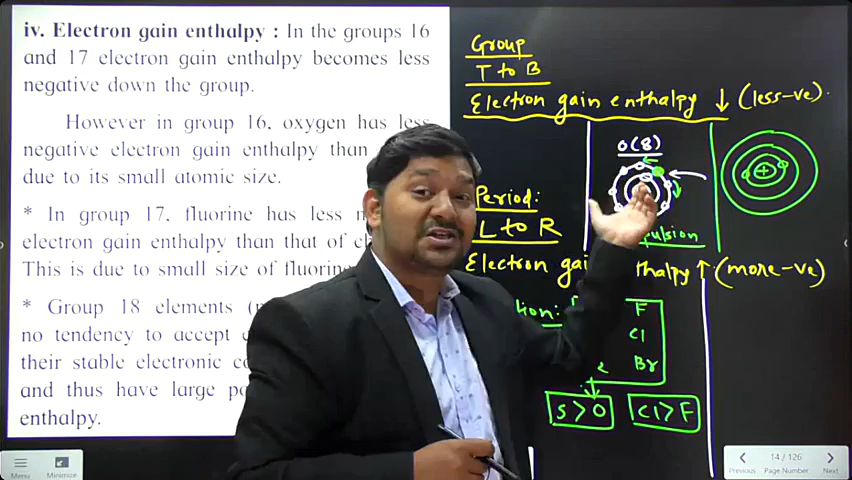 iv. Electron gain enthalpy : In the groups 16
and 17 electron gain enthalpy becomes less
negative down the group.
However in group 16, oxygen has less
negative electron gain enthalpy than
due to its small atomic size.
* In group 17, fluorine has less
electron gain enthalpy than that of
This is due to small size of fluorine
* Group 18 elements
no tendency to accept
their stable electronic
and thus have large
enthalpy.
Group
T to B
Electron gain enthalpy ↓ (less-ve).
O(8)
+
Period:
L to R
Electron enthalpy ↑ (more-ve)
F
Cl
Br
S > O
Cl > F
Menu
Minimize
14 / 126
Previous
Page Number
Next